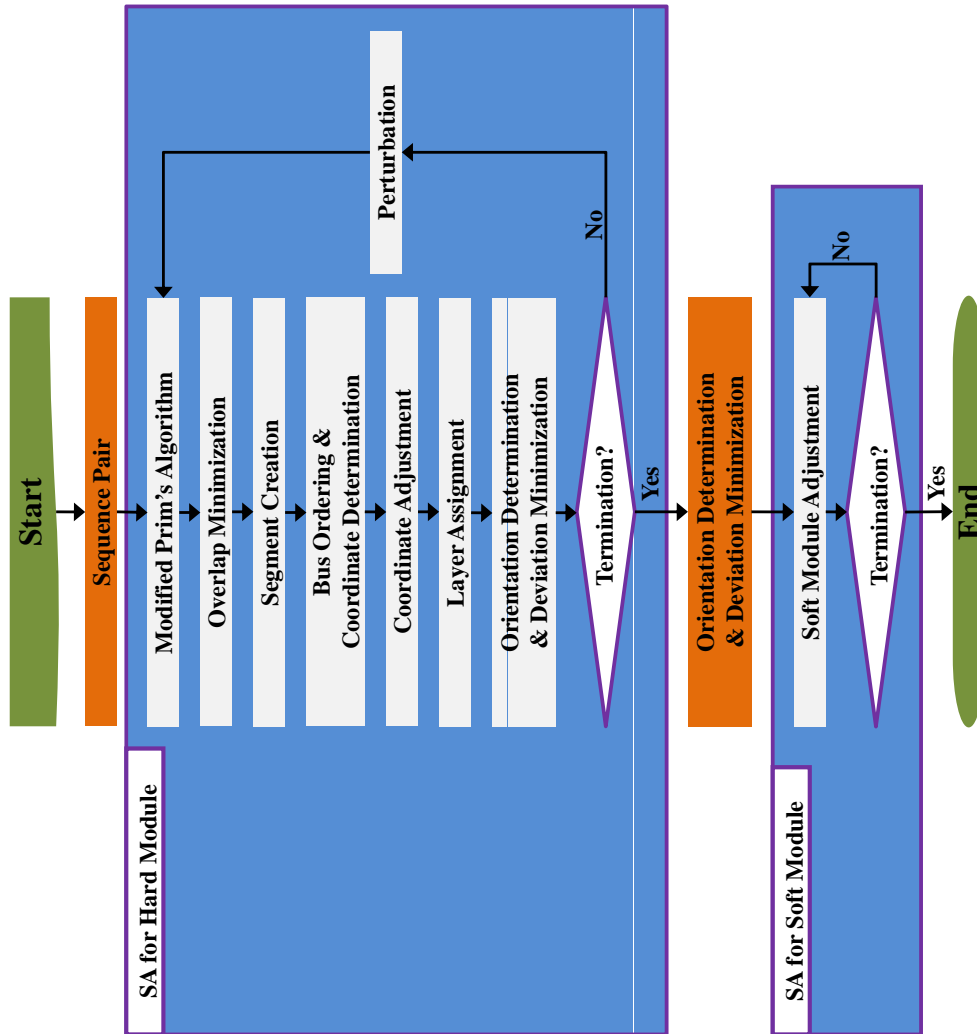 Start
Sequence Pair
SA for Hard Module
Modified Prim's Algorithm
Overlap Minimization
Segment Creation
Bus Ordering &
Coordinate Determination
Coordinate Adjustment
Layer Assignment
Orientation Determination
& Deviation Minimization
Termination?
No
Perturbation
Yes
Orientation Determination
& Deviation Minimization
SA for Soft Module
Soft Module Adjustment
Termination?
No
Yes
End